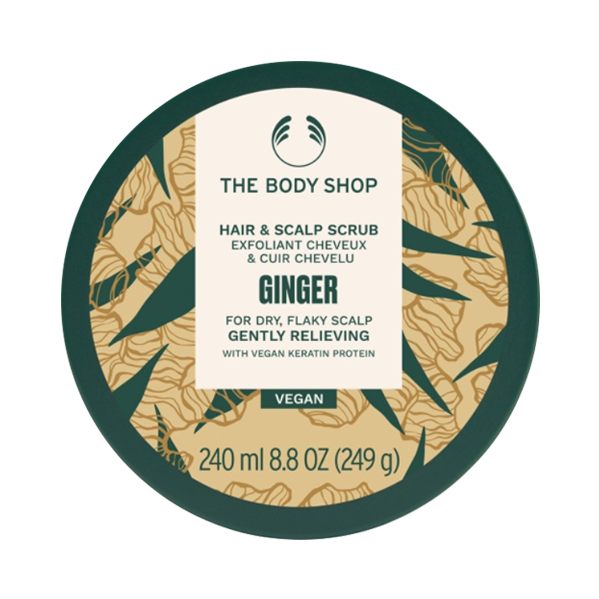 THE BODY SHOP
HAIR & SCALP SCRUB
EXFOLIANT CHEVEUX
& CUIR CHEVELU
GINGER
FOR DRY, FLAKY SCALP
GENTLY RELIEVING
WITH VEGAN KERATIN PROTEIN
VEGAN
240 ml 8.8 OZ (249 g)